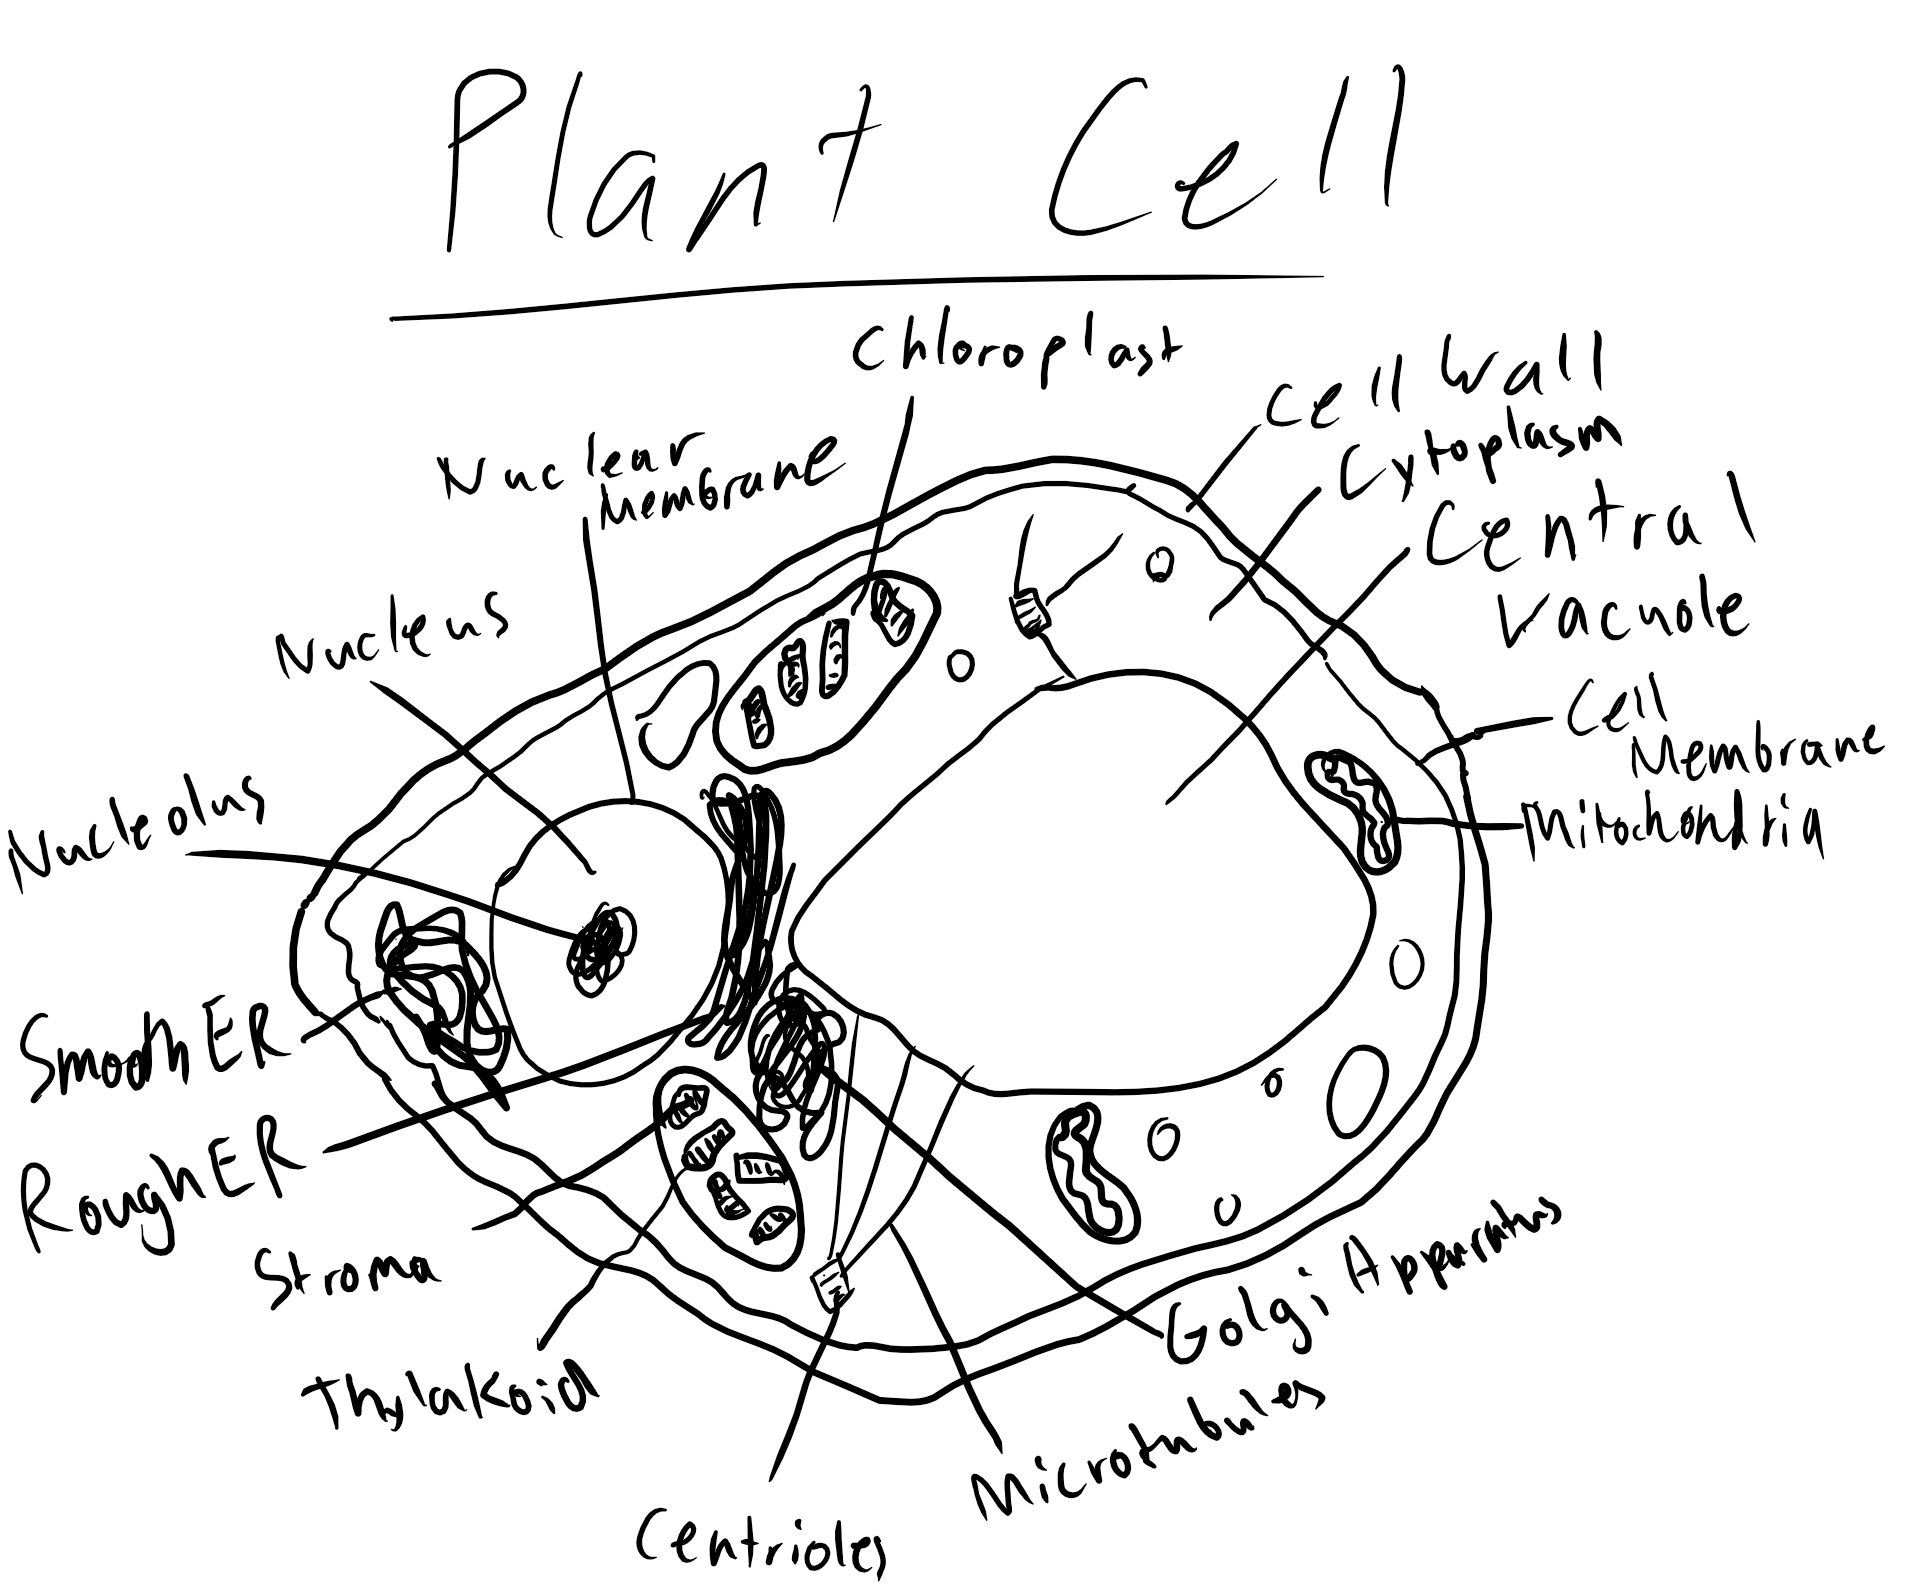 Plant Cell
Chloroplast
Cell Wall
Cytoplasm
Nuclear
Membrane
Central
Vacuole
Nucleus
Cell
Membrane
Nucleolus
Mitochondria
Smooth ER
Rough ER
Stroma
Golgi Apparatus
Thylakoid
Microtubules
Centrioles